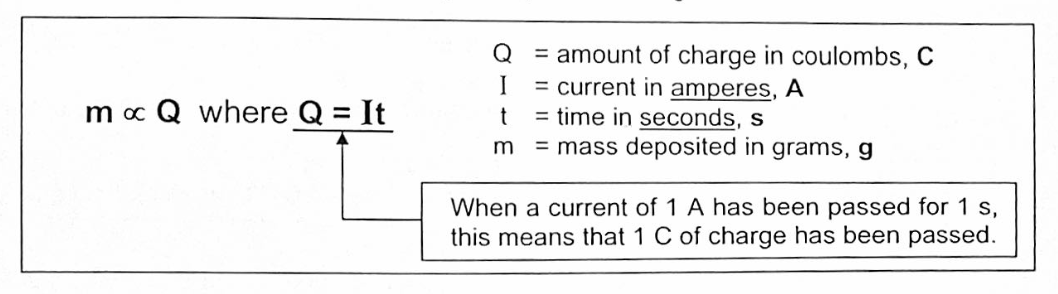 m ∝ Q where Q = It
Q = amount of charge in coulombs, C
I = current in amperes, A
t = time in seconds, s
m = mass deposited in grams, g
When a current of 1 A has been passed for 1 s,
this means that 1 C of charge has been passed.